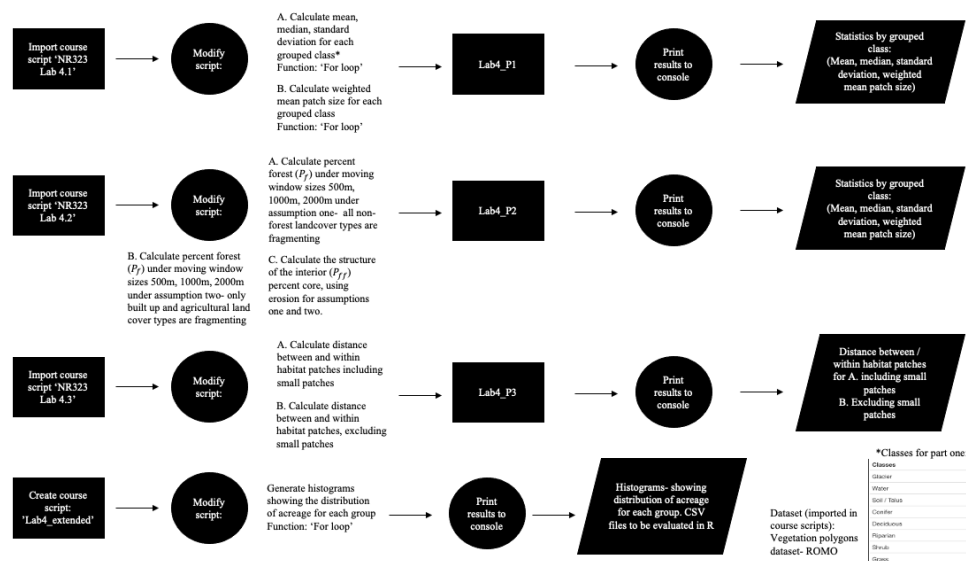 Import course
script 'NR323
Lab 4.1'
Modify
script:
A. Calculate mean,
median, standard
deviation for each
grouped class*
Function: 'For loop'
B. Calculate weighted
mean patch size for each
grouped class
Function: 'For loop'
Lab4_P1
Print
results to
console
Statistics by grouped
class:
(Mean, median, standard
deviation, weighted
mean patch size)
Import course
script 'NR323
Lab 4.2'
Modify
script:
A. Calculate percent
forest (P_f) under moving
window sizes 500m,
1000m, 2000m under
assumption one- all non-
forest landcover types are
fragmenting
B. Calculate percent forest
(P_f) under moving window
sizes 500m, 1000m, 2000m
under assumption two- only
built up and agricultural land
cover types are fragmenting
C. Calculate the structure
of the interior (P_ff)
percent core, using
erosion for assumptions
one and two.
Lab4_P2
Print
results to
console
Statistics by grouped
class:
(Mean, median, standard
deviation, weighted
mean patch size)
Import course
script 'NR323
Lab 4.3'
Modify
script:
A. Calculate distance
between and within
habitat patches including
small patches
B. Calculate distance
between and within
habitat patches, excluding
small patches
Lab4_P3
Print
results to
console
Distance between /
within habitat patches
for A. including small
patches
B. Excluding small
patches
Create course
script:
'Lab4_extended'
Modify
script:
Generate histograms
showing the distribution
of acreage for each group
Function: 'For loop'
Print
results to
console
Histograms- showing
distribution of acreage
for each group. CSV
files to be evaluated in R
Dataset (imported in
course scripts):
Vegetation polygons
dataset- ROMO
*Classes for part one
Classes
Glacier
Water
Soil / Talus
Conifer
Deciduous
Riparian
Shrub
Grass